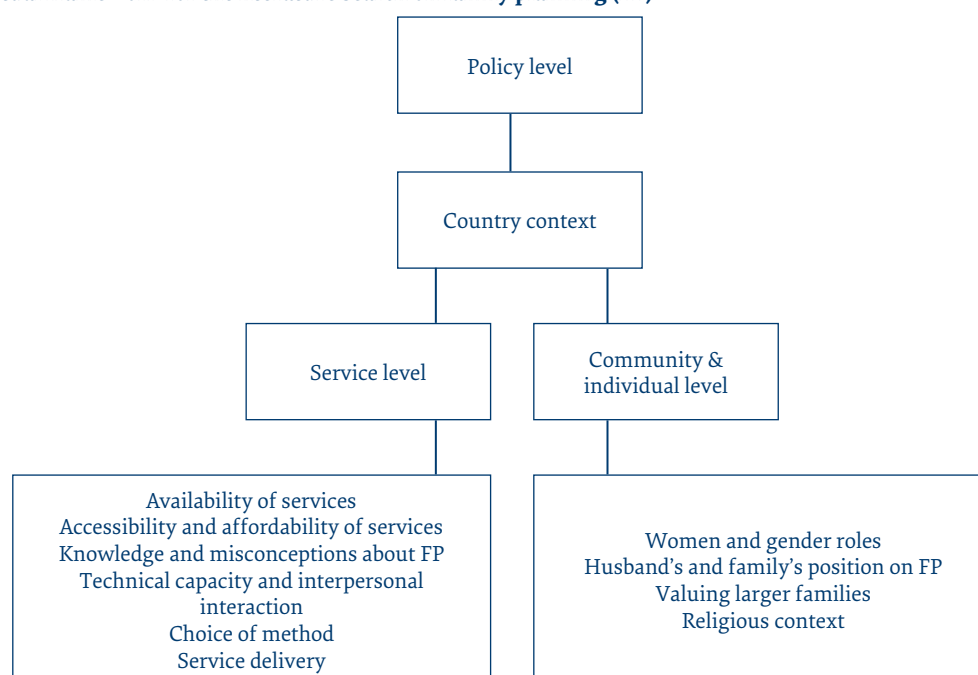 Policy level
Country context
Service level
Community &
individual level
Availability of services
Accessibility and affordability of services
Knowledge and misconceptions about FP
Technical capacity and interpersonal
interaction
Choice of method
Service delivery
Women and gender roles
Husband's and family's position on FP
Valuing larger families
Religious context